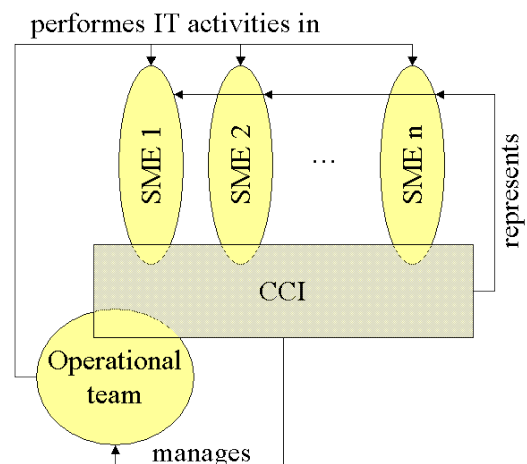 performes IT activities in
SME 1
SME 2
...
SME n
represents
CCI
Operational
team
manages